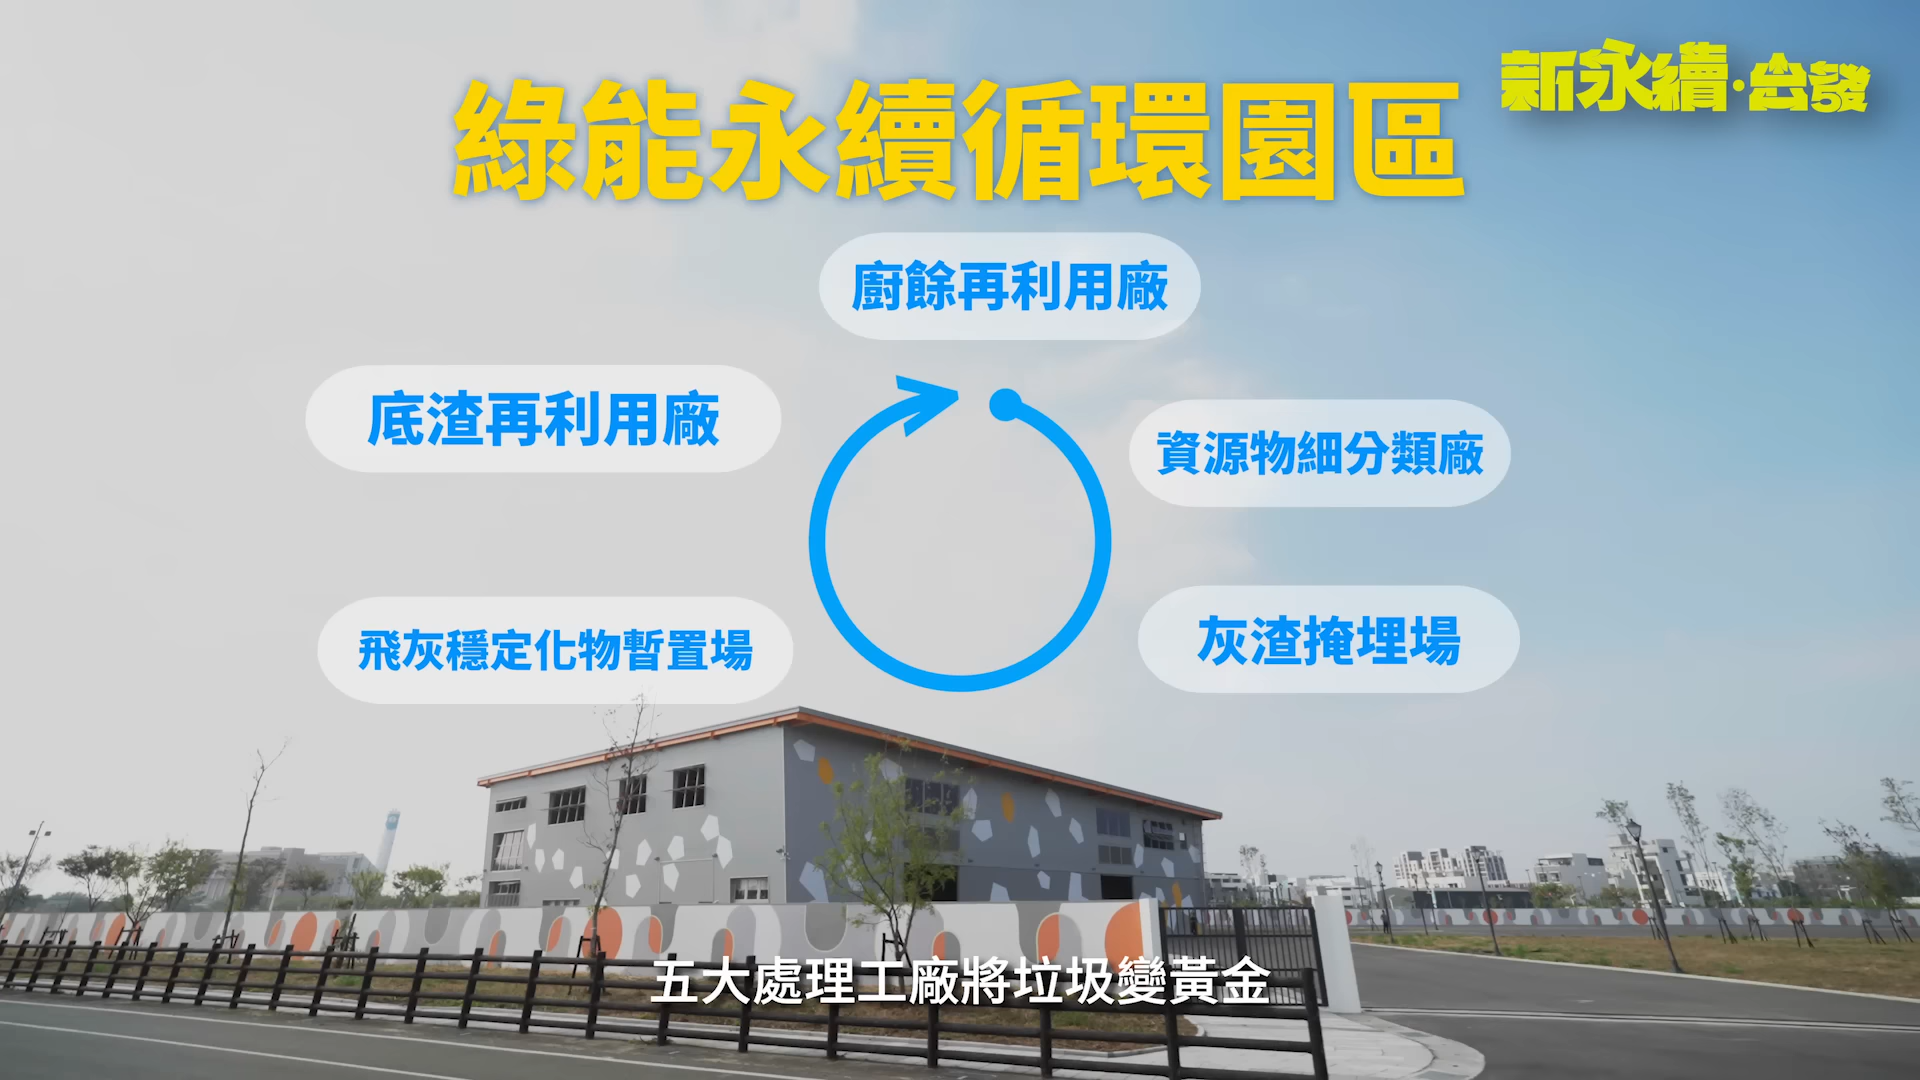 綠能永續循環園區
新永續·合發
廚餘再利用廠
底渣再利用廠
資源物細分類廠
飛灰穩定化物暫置場
灰渣掩埋場
五大處理工廠將垃圾變黃金